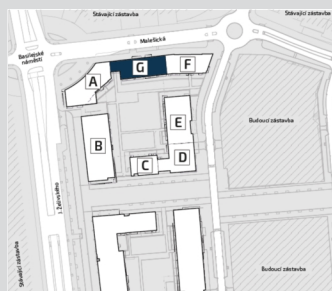 Stávající zástavba
Stávající zástavba
Malešická
Basilejské
náměstí
G
F
A
E
B
Budoucí zástavba
C
D
J. Želivského
Stávající zástavba
Budoucí zástavba